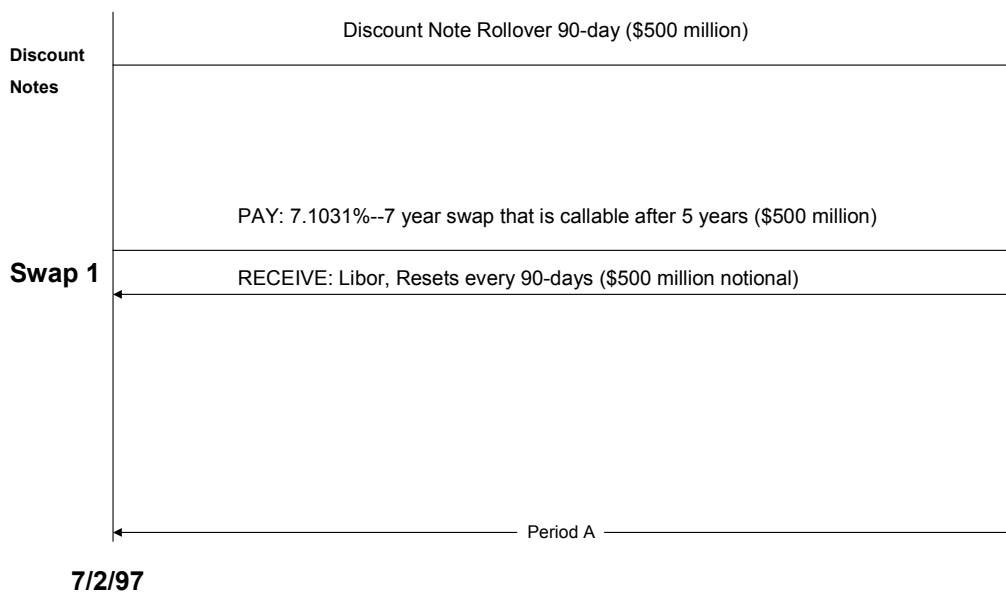 Discount Note Rollover 90-day ($500 million)
Discount
Notes
PAY: 7.1031%--7 year swap that is callable after 5 years ($500 million)
Swap 1
RECEIVE: Libor, Resets every 90-days ($500 million notional)
Period A
7/2/97